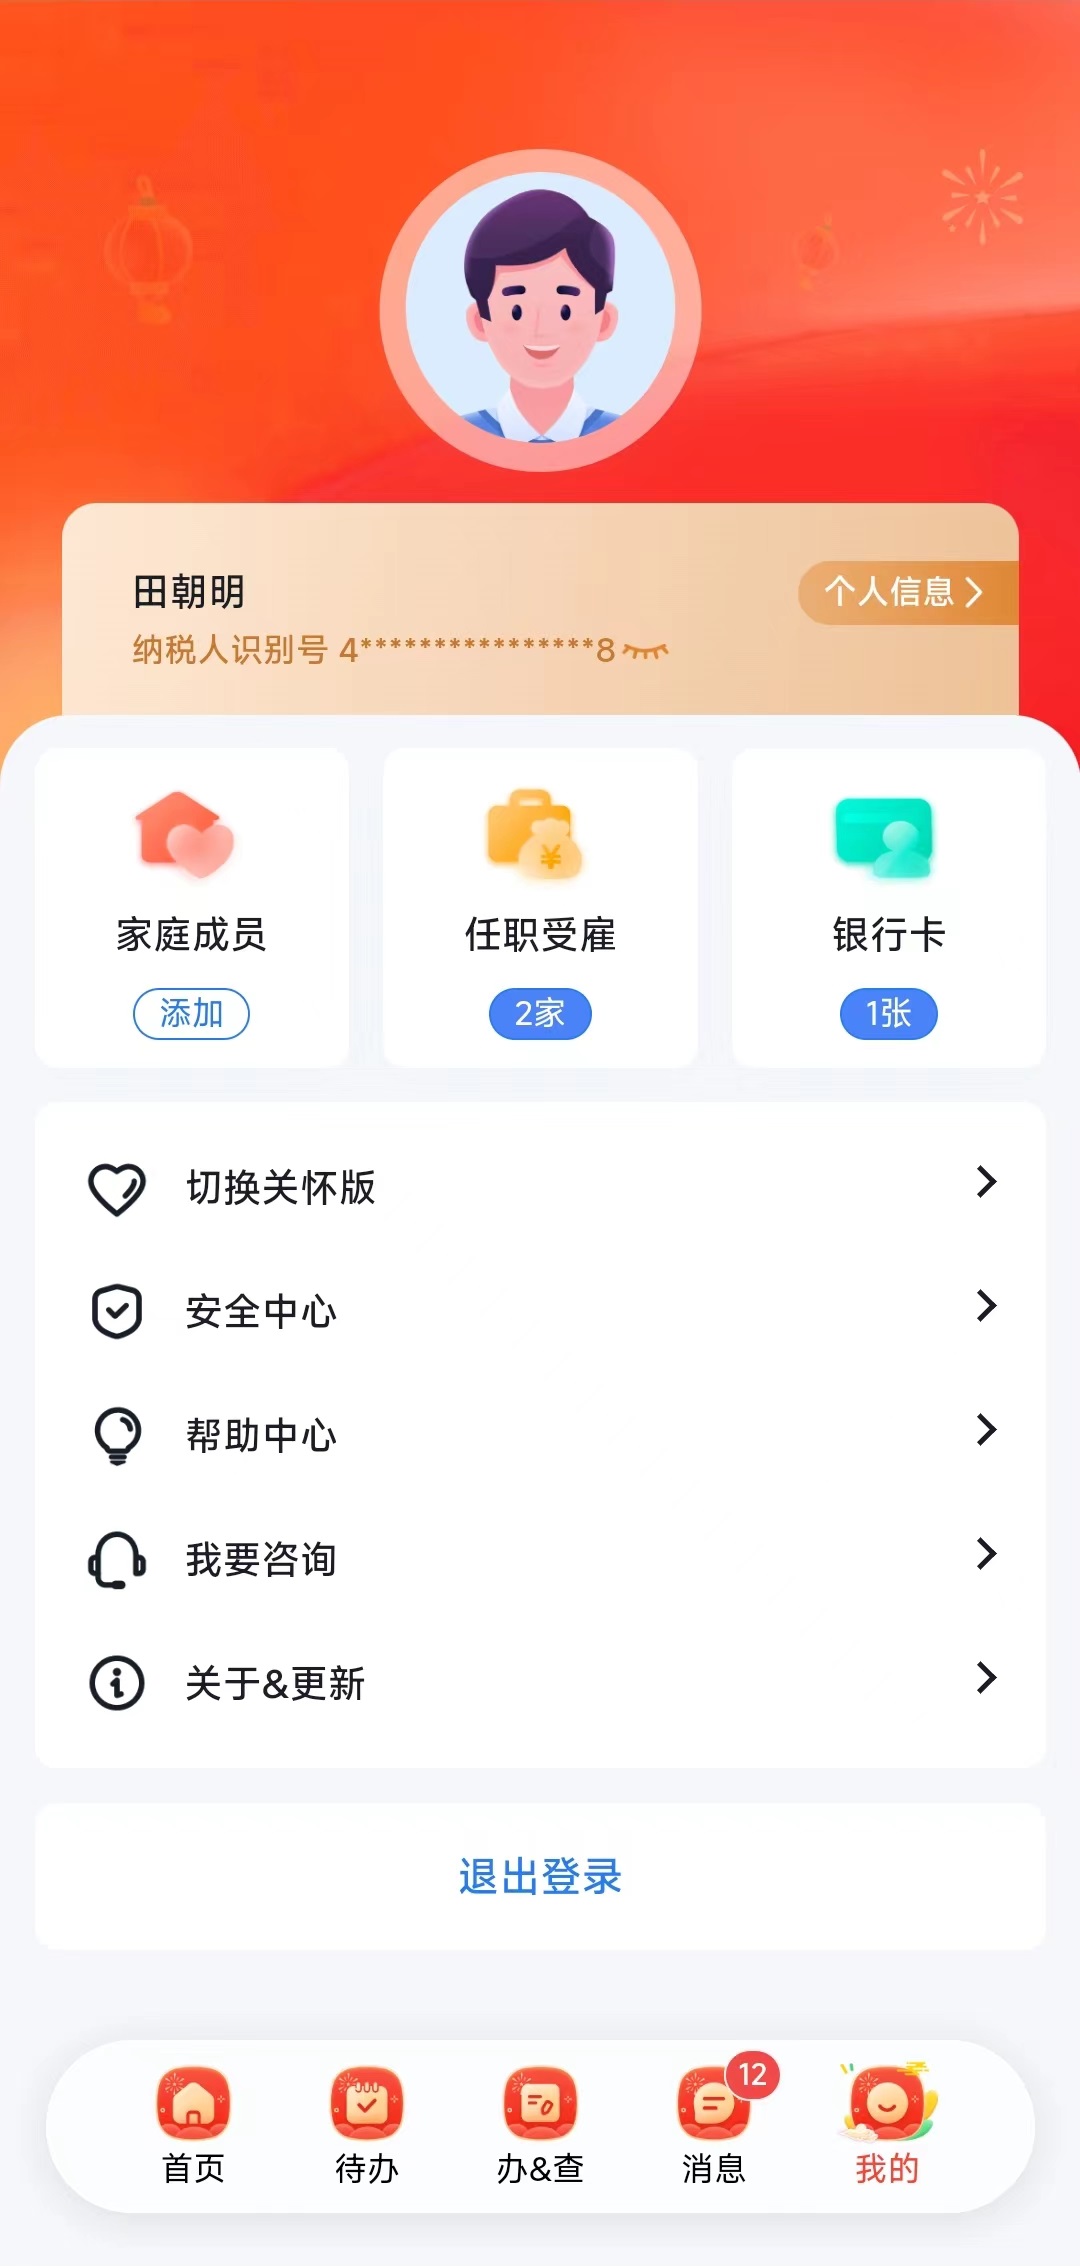 田朝明
个人信息
纳税人识别号 4****************8
家庭成员
任职受雇
银行卡
添加
2家
1张
切换关怀版
安全中心
帮助中心
我要咨询
关于&更新
退出登录
12
首页
待办
办&查
消息
我的